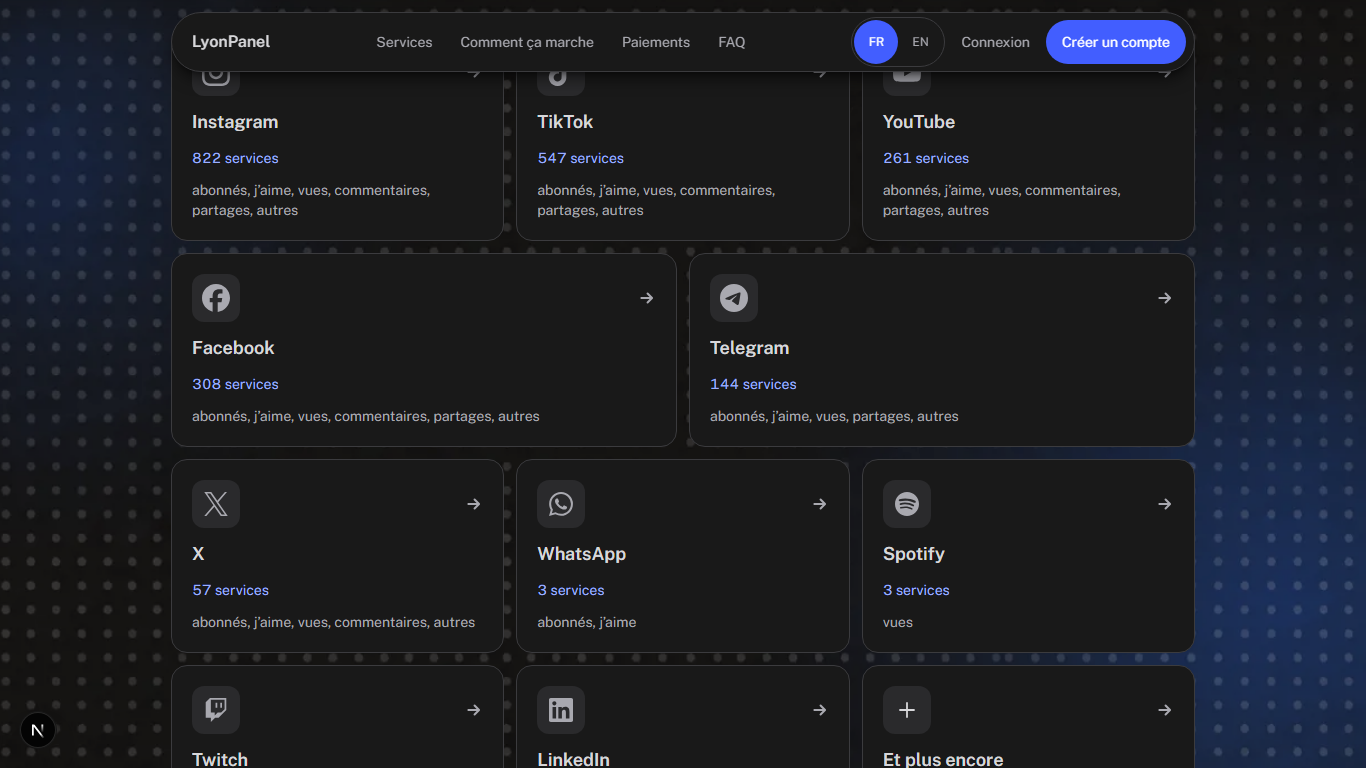 LyonPanel
Services
Comment ça marche
Paiements
FAQ
FR
EN
Connexion
Créer un compte
Instagram
822 services
abonnés, j’aime, vues, commentaires,
partages, autres
TikTok
547 services
abonnés, j’aime, vues, commentaires,
partages, autres
YouTube
261 services
abonnés, j’aime, vues, commentaires,
partages, autres
Facebook
308 services
abonnés, j’aime, vues, commentaires, partages, autres
Telegram
144 services
abonnés, j’aime, vues, partages, autres
X
57 services
abonnés, j’aime, vues, commentaires, autres
WhatsApp
3 services
abonnés, j’aime
Spotify
3 services
vues
Twitch
LinkedIn
Et plus encore
N